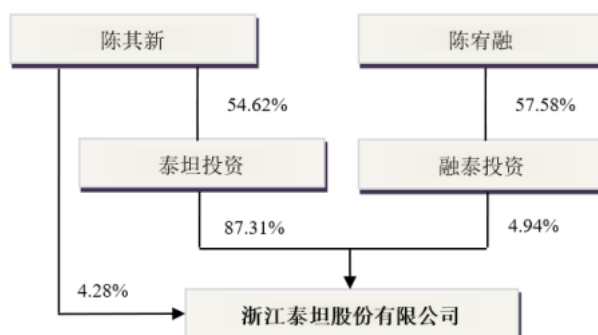 陈其新
陈宥融
54.62%
57.58%
泰坦投资
融泰投资
87.31%
4.94%
4.28%
浙江泰坦股份有限公司